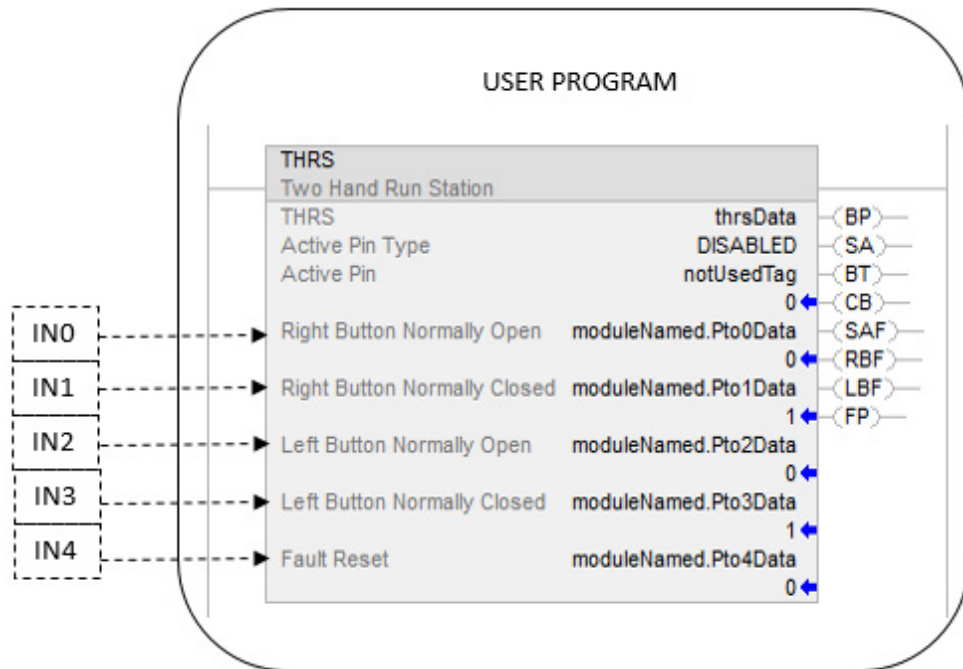 USER PROGRAM
THRS
Two Hand Run Station
THRS thrsData (BP)
Active Pin Type DISABLED (SA)
Active Pin notUsedTag (BT)
0 (CB)
IN0 Right Button Normally Open moduleNamed.Pto0Data (SAF)
0 (RBF)
IN1 Right Button Normally Closed moduleNamed.Pto1Data (LBF)
1 (FP)
IN2 Left Button Normally Open moduleNamed.Pto2Data
0
IN3 Left Button Normally Closed moduleNamed.Pto3Data
1
IN4 Fault Reset moduleNamed.Pto4Data
0